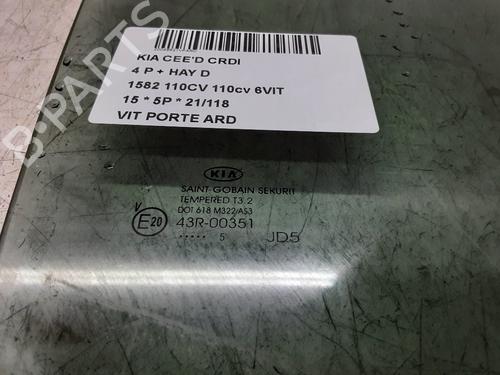 KIA CEE'D CRDI
4 P + HAY D
1582 110CV 110cv 6VIT
15 * 5P * 21/118
VIT PORTE ARD
KIA
SAINT-GOBAIN SEKURIT
TEMPERED T3.2
DOT 618 M322/AS3
V
E20 43R-00351
..... 5 JD5